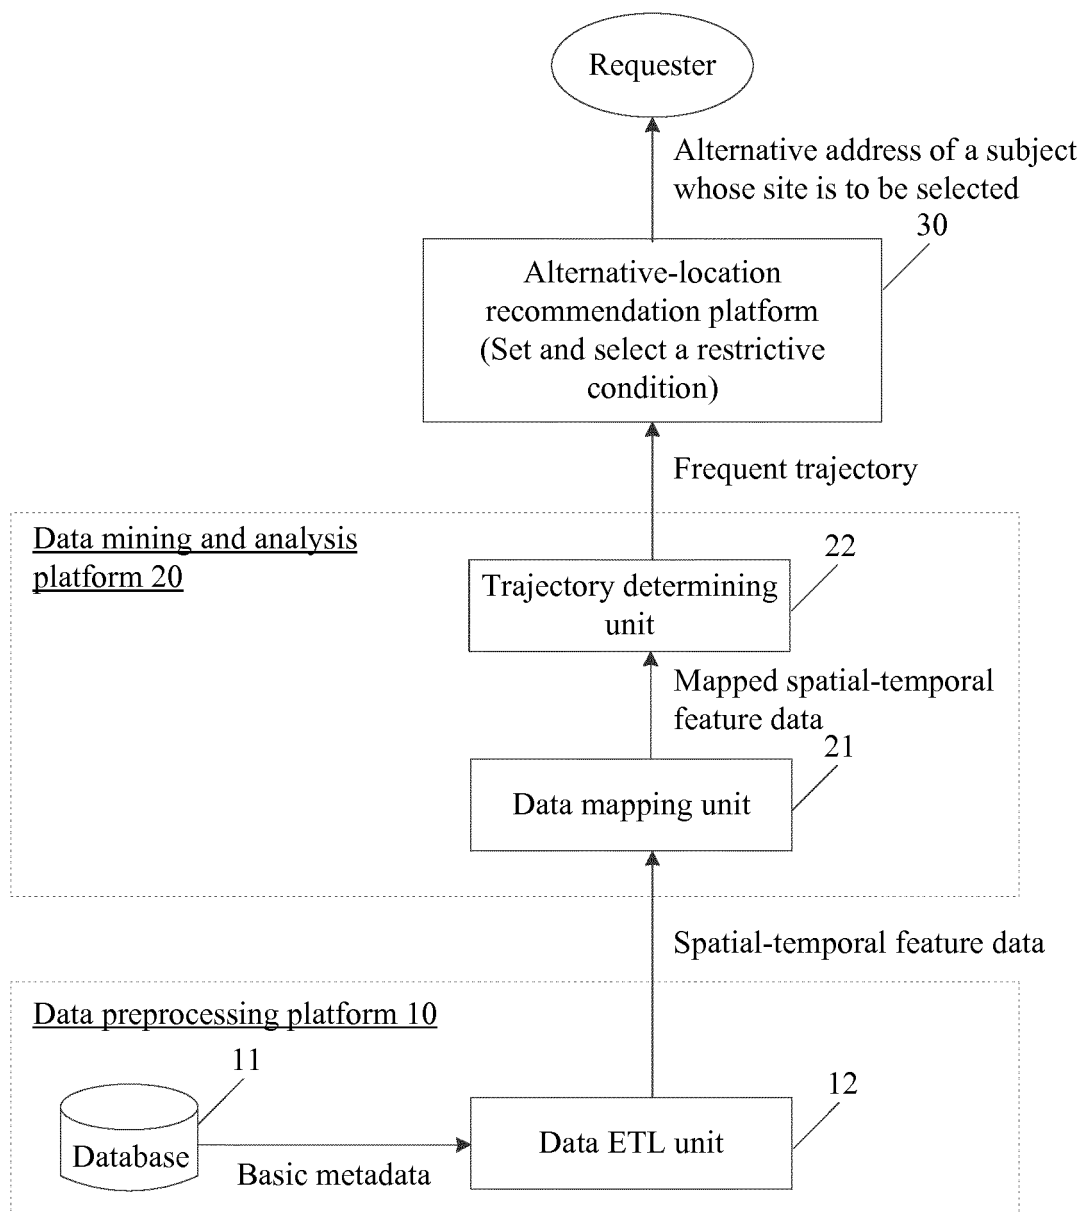 Requester
Alternative address of a subject
whose site is to be selected
30
Alternative-location
recommendation platform
(Set and select a restrictive
condition)
Frequent trajectory
Data mining and analysis
platform 20
22
Trajectory determining
unit
Mapped spatial-temporal
feature data
21
Data mapping unit
Spatial-temporal feature data
Data preprocessing platform 10
11
12
Database
Data ETL unit
Basic metadata